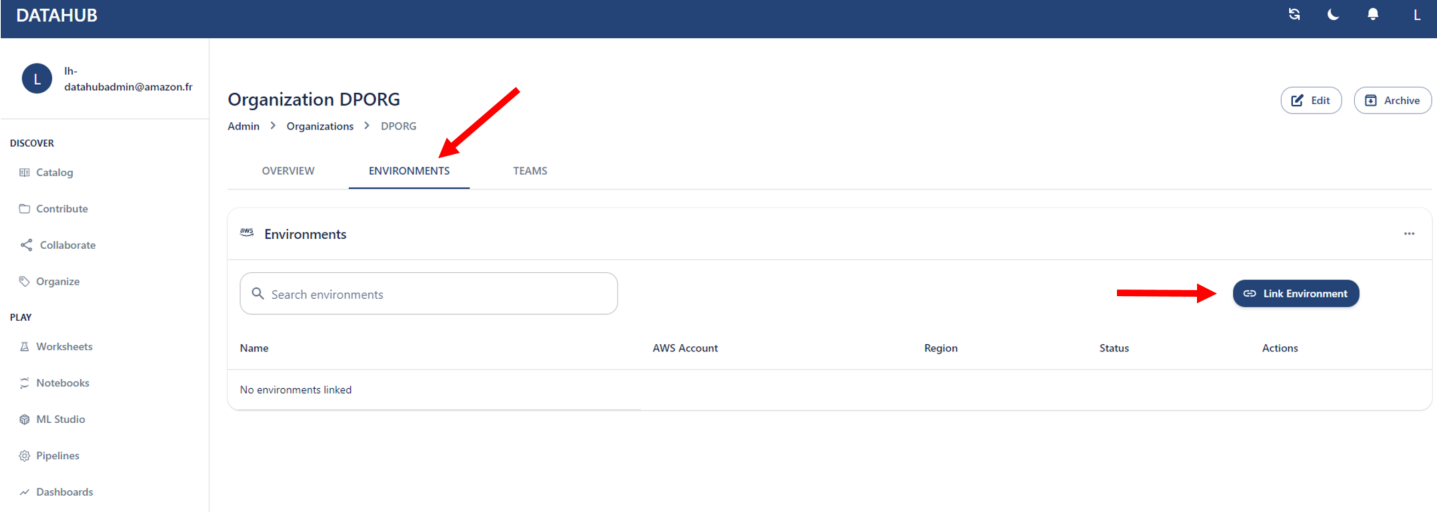 DATAHUB
L
L
lh-
datahubadmin@amazon.fr
DISCOVER
Catalog
Contribute
Collaborate
Organize
PLAY
Worksheets
Notebooks
ML Studio
Pipelines
Dashboards
Organization DPORG
Edit
Archive
Admin > Organizations > DPORG
OVERVIEW
ENVIRONMENTS
TEAMS
aws
Environments
...
Search environments
Link Environment
Name
AWS Account
Region
Status
Actions
No environments linked